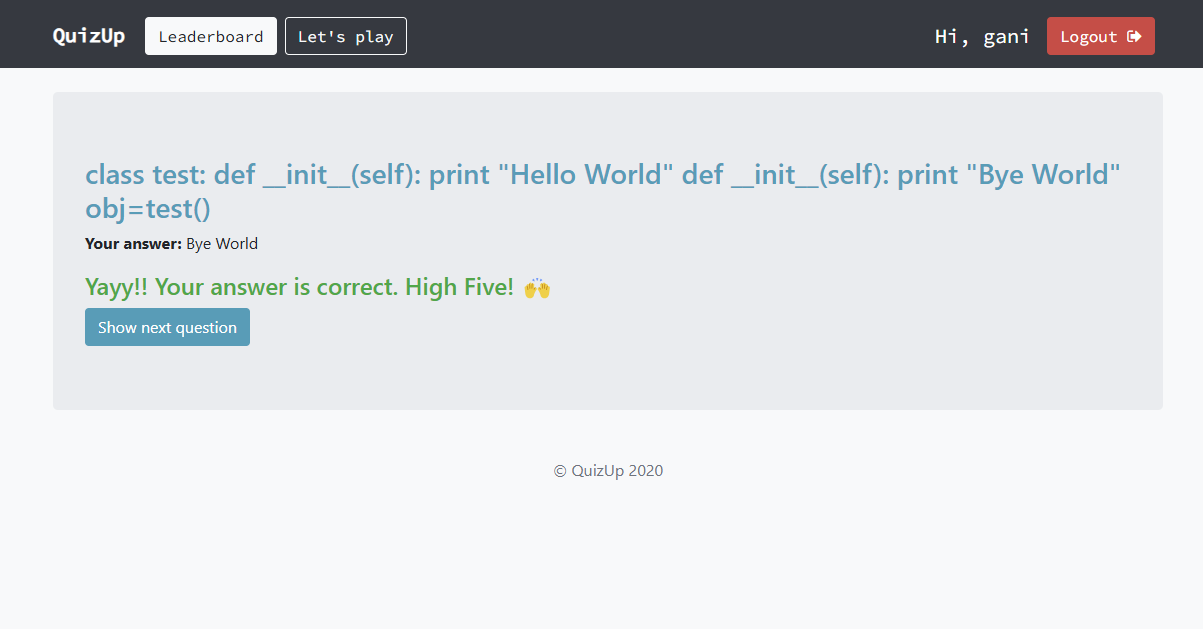 QuizUp Leaderboard Let's play Hi, gani Logout
class test: def __init__(self): print "Hello World" def __init__(self): print "Bye World"
obj=test()
Your answer: Bye World
Yayy!! Your answer is correct. High Five! 🙌
Show next question
© QuizUp 2020